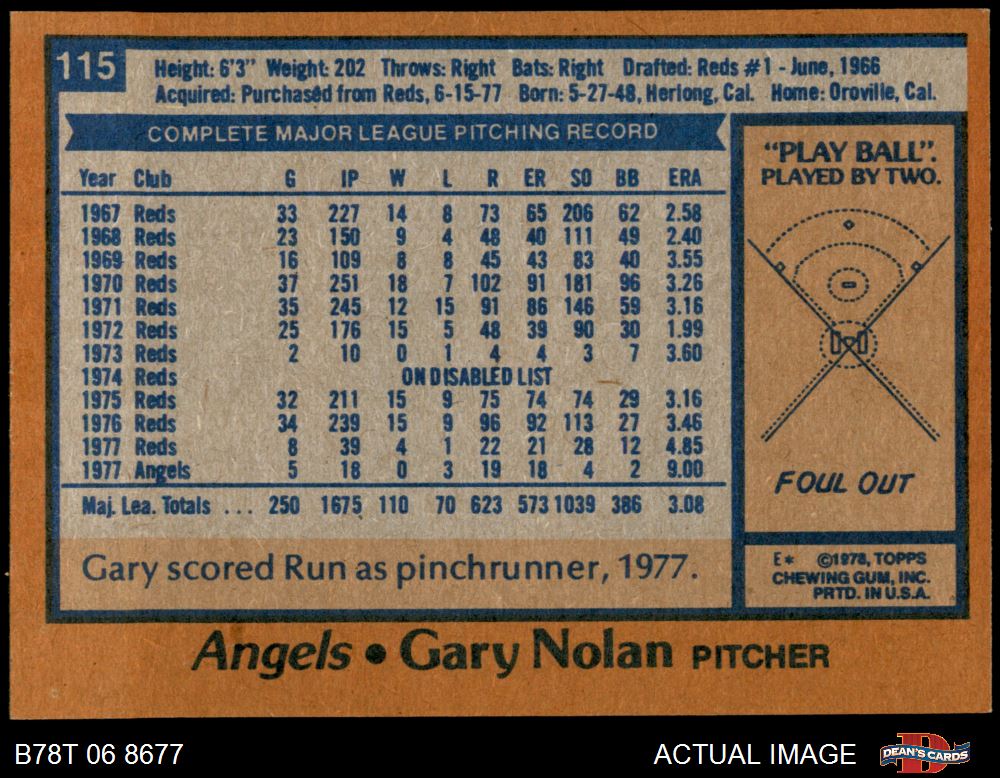 115
Height: 6'3" Weight: 202 Throws: Right Bats: Right Drafted: Reds #1 - June, 1966
Acquired: Purchased from Reds, 6-15-77 Born: 5-27-48, Herlong, Cal. Home: Oroville, Cal.
COMPLETE MAJOR LEAGUE PITCHING RECORD
Year Club G IP W L R ER SO BB ERA
1967 Reds 33 227 14 8 73 65 206 62 2.58
1968 Reds 23 150 9 4 48 40 111 49 2.40
1969 Reds 16 109 8 8 45 43 83 40 3.55
1970 Reds 37 251 18 7 102 91 181 96 3.26
1971 Reds 35 245 12 15 91 86 146 59 3.16
1972 Reds 25 176 15 5 48 39 90 30 1.99
1973 Reds 2 10 0 1 4 4 3 7 3.60
1974 Reds ON DISABLED LIST
1975 Reds 32 211 15 9 75 74 74 29 3.16
1976 Reds 34 239 15 9 96 92 113 27 3.46
1977 Reds 8 39 4 1 22 21 28 12 4.85
1977 Angels 5 18 0 3 19 18 4 2 9.00
Maj. Lea. Totals ... 250 1675 110 70 623 573 1039 386 3.08
Gary scored Run as pinchrunner, 1977.
"PLAY BALL".
PLAYED BY TWO.
FOUL OUT
E* ©1978, TOPPS
CHEWING GUM, INC.
PRTD. IN U.S.A.
Angels • Gary Nolan PITCHER
B78T 06 8677
ACTUAL IMAGE
D
DEAN'S CARDS